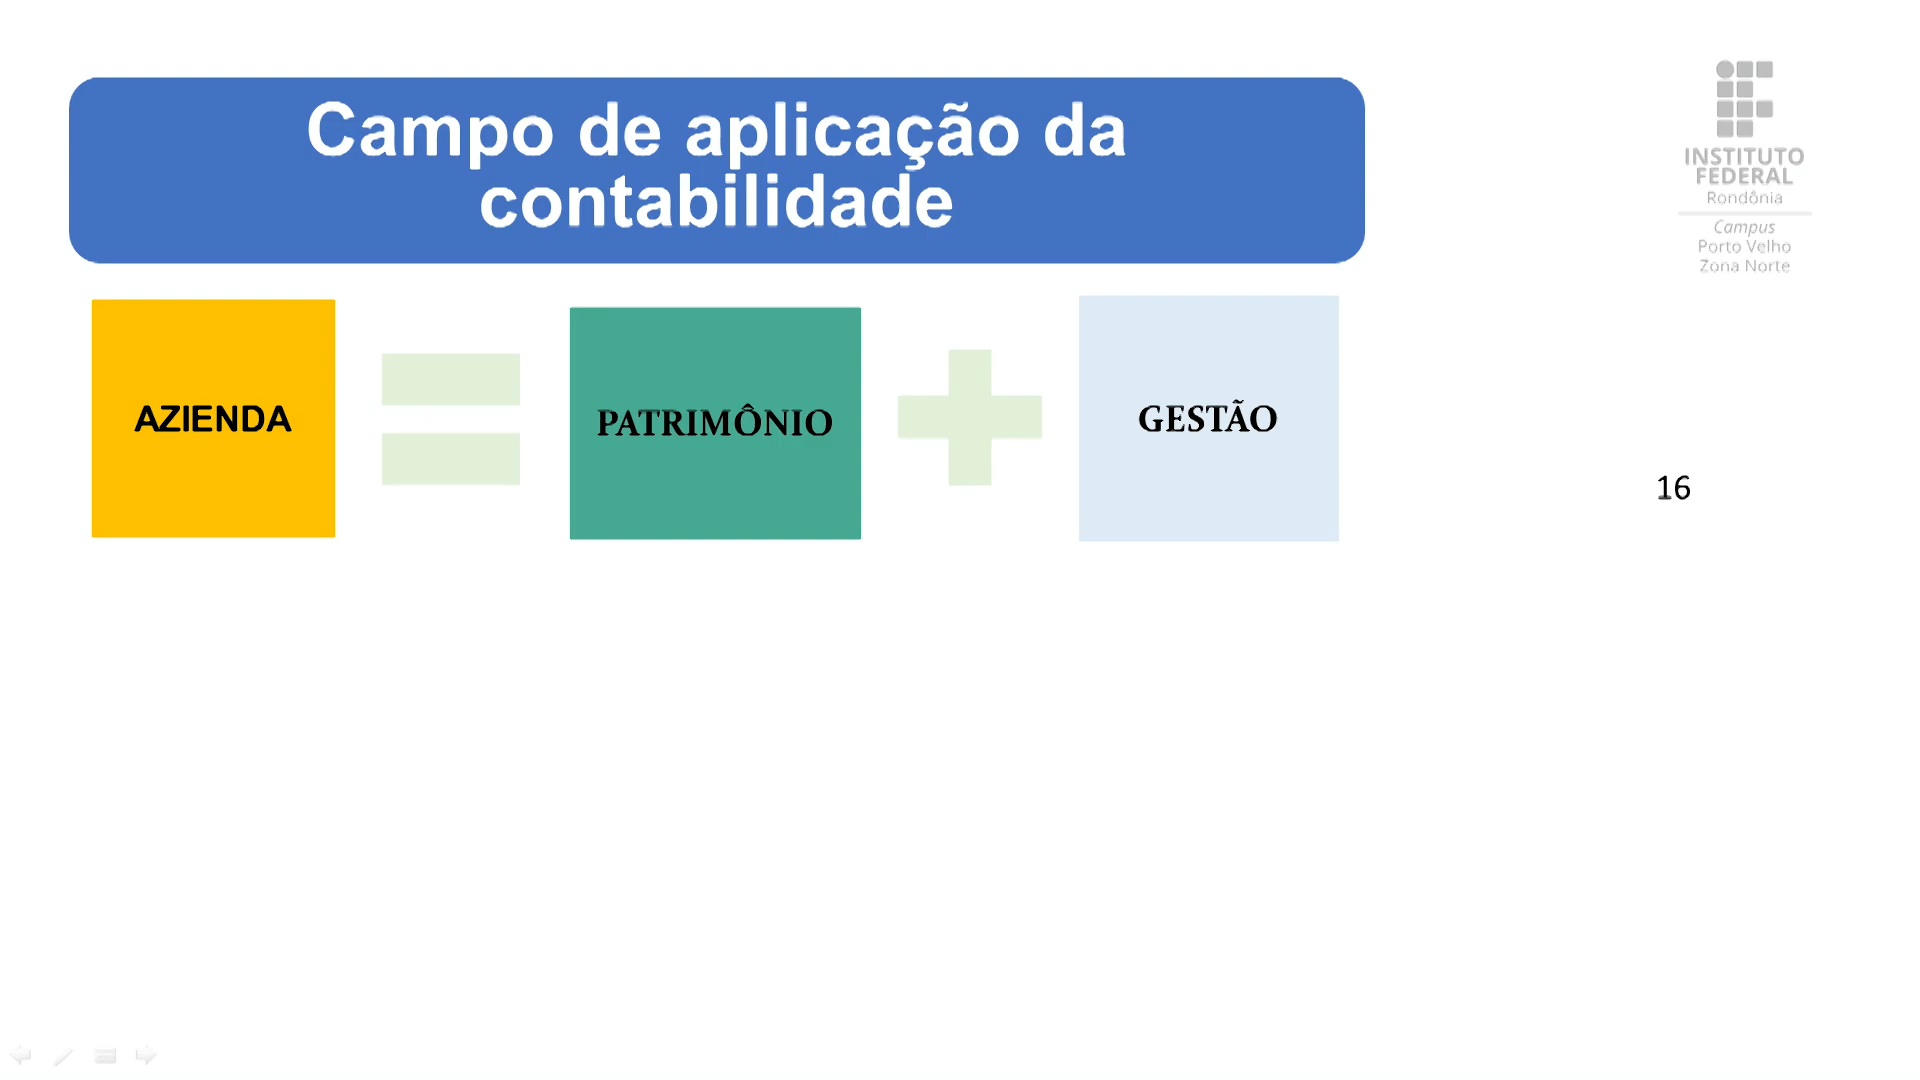 Campo de aplicação da
contabilidade
INSTITUTO
FEDERAL
Rondônia
Campus
Porto Velho
Zona Norte
AZIENDA
PATRIMÔNIO
GESTÃO
16